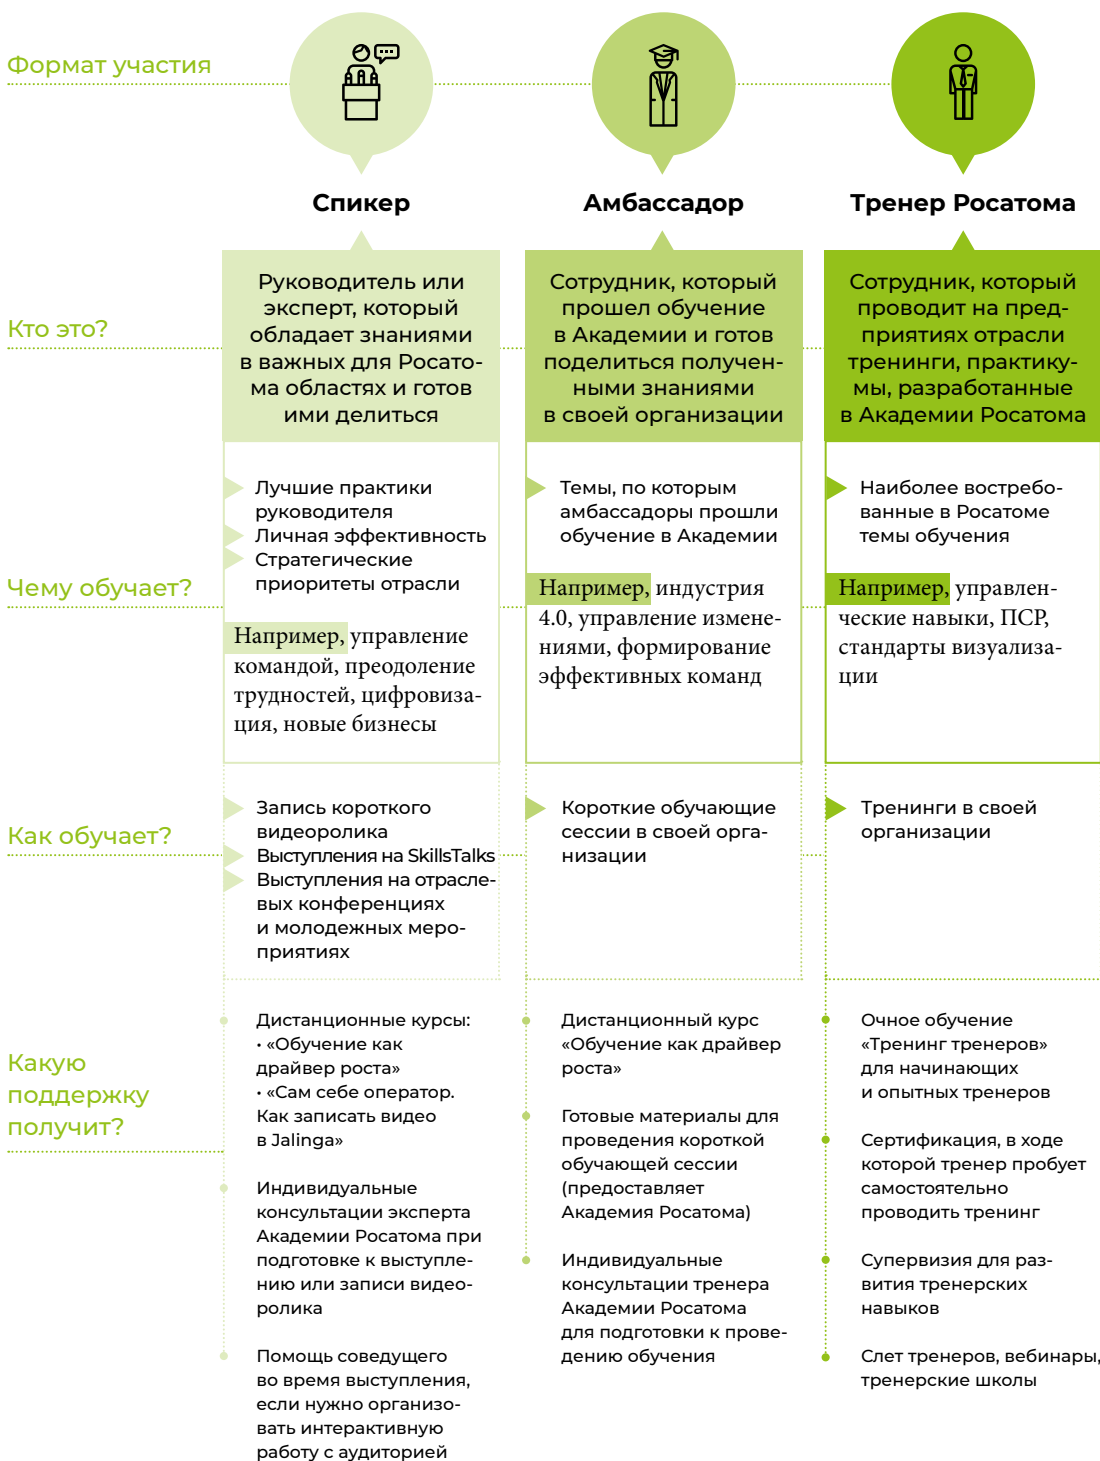 Формат участия
Спикер
Амбассадор
Тренер Росатома
Кто это?
Руководитель или
эксперт, который
обладает знаниями
в важных для Росато-
ма областях и готов
ими делиться
Сотрудник, который
прошел обучение
в Академии и готов
поделиться получен-
ными знаниями
в своей организации
Сотрудник, который
проводит на пред-
приятиях отрасли
тренинги, практику-
мы, разработанные
в Академии Росатома
Чему обучает?
Лучшие практики
руководителя
Личная эффективность
Стратегические
приоритеты отрасли
Например, управление
командой, преодоление
трудностей, цифровиза-
ция, новые бизнесы
Темы, по которым
амбассадоры прошли
обучение в Академии
Например, индустрия
4.0, управление измене-
ниями, формирование
эффективных команд
Наиболее востребо-
ванные в Росатоме
темы обучения
Например, управлен-
ческие навыки, ПСР,
стандарты визуализа-
ции
Как обучает?
Запись короткого
видеоролика
Выступления на SkillsTalks
Выступления на отрасле-
вых конференциях
и молодежных меро-
приятиях
Короткие обучающие
сессии в своей орга-
низации
Тренинги в своей
организации
Какую
поддержку
получит?
Дистанционные курсы:
• «Обучение как
драйвер роста»
• «Сам себе оператор.
Как записать видео
в Jalinga»
Индивидуальные
консультации эксперта
Академии Росатома при
подготовке к выступле-
нию или записи видео-
ролика
Помощь соведущего
во время выступления,
если нужно организо-
вать интерактивную
работу с аудиторией
Дистанционный курс
«Обучение как драйвер
роста»
Готовые материалы для
проведения короткой
обучающей сессии
(предоставляет
Академия Росатома)
Индивидуальные
консультации тренера
Академии Росатома
для подготовки к прове-
дению обучения
Очное обучение
«Тренинг тренеров»
для начинающих
и опытных тренеров
Сертификация, в ходе
которой тренер пробует
самостоятельно
проводить тренинг
Супервизия для раз-
вития тренерских
навыков
Слет тренеров, вебинары,
тренерские школы